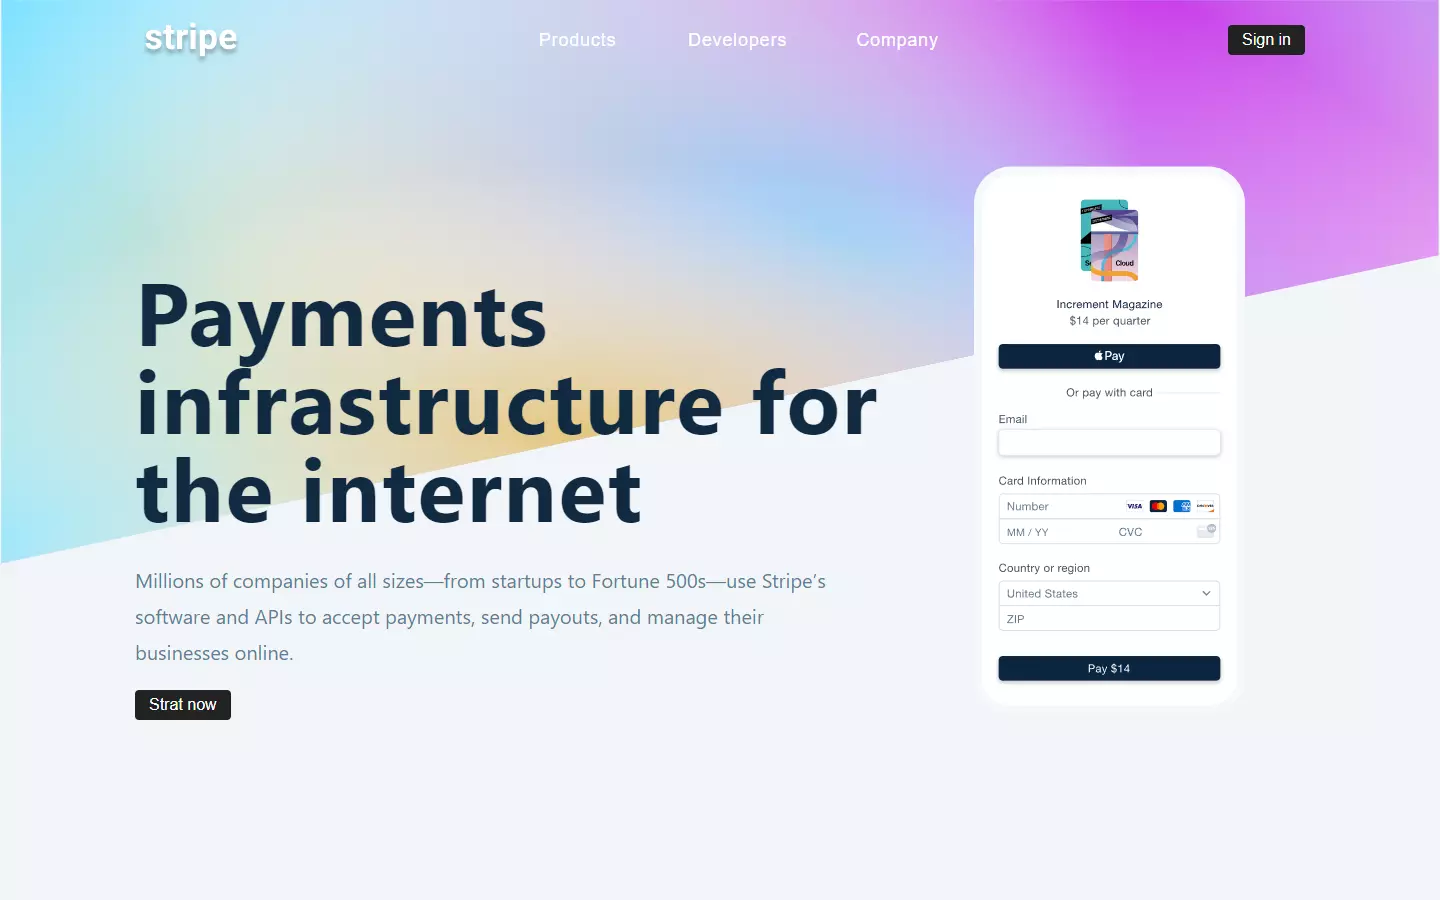 stripe
Products
Developers
Company
Sign in
Payments
infrastructure for
the internet
Millions of companies of all sizes—from startups to Fortune 500s—use Stripe’s
software and APIs to accept payments, send payouts, and manage their
businesses online.
Strat now
Cloud
Increment Magazine
$14 per quarter
Pay
Or pay with card
Email
Card Information
Number
VISA
MM / YY
CVC
Country or region
United States
ZIP
Pay $14